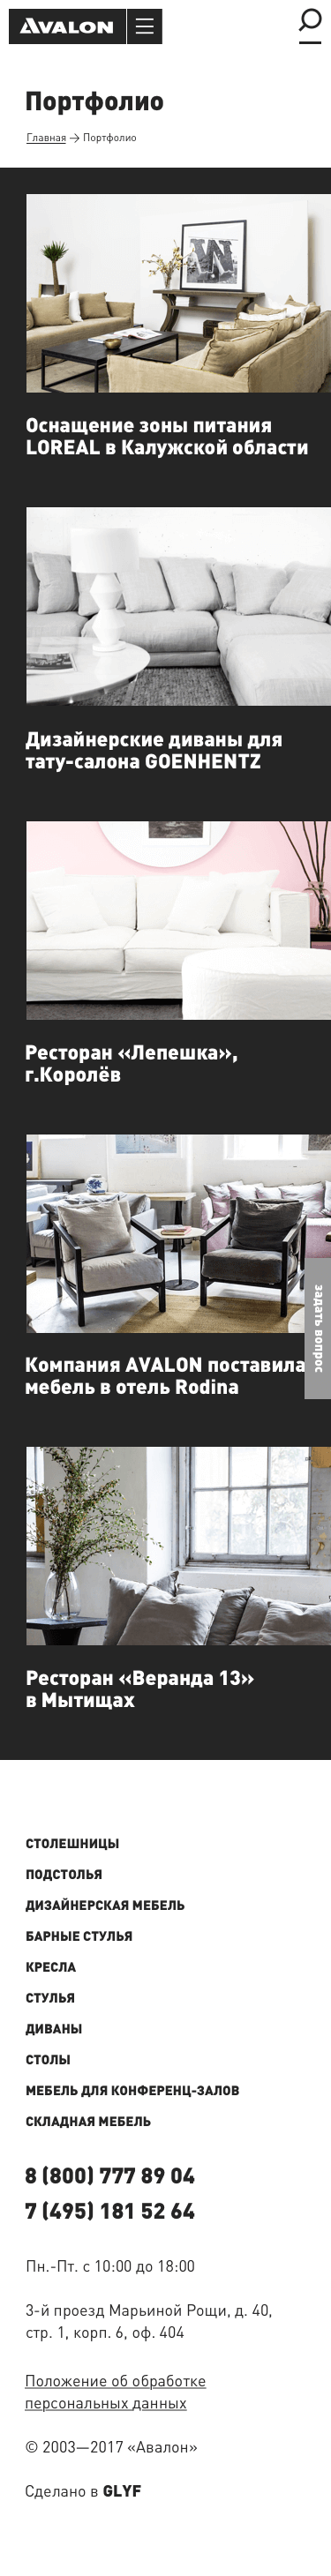 AVALON
Портфолио
Главная → Портфолио
Оснащение зоны питания
LOREAL в Калужской области
Дизайнерские диваны для
тату-салона GOENHENTZ
Ресторан «Лепешка»,
г.Королёв
задать вопрос
Компания AVALON поставила
мебель в отель Rodina
Ресторан «Веранда 13»
в Мытищах
СТОЛЕШНИЦЫ
ПОДСТОЛЬЯ
ДИЗАЙНЕРСКАЯ МЕБЕЛЬ
БАРНЫЕ СТУЛЬЯ
КРЕСЛА
СТУЛЬЯ
ДИВАНЫ
СТОЛЫ
МЕБЕЛЬ ДЛЯ КОНФЕРЕНЦ-ЗАЛОВ
СКЛАДНАЯ МЕБЕЛЬ
8 (800) 777 89 04
7 (495) 181 52 64
Пн.-Пт. с 10:00 до 18:00
3-й проезд Марьиной Рощи, д. 40,
стр. 1, корп. 6, оф. 404
Положение об обработке
персональных данных
© 2003—2017 «Авалон»
Сделано в GLYF